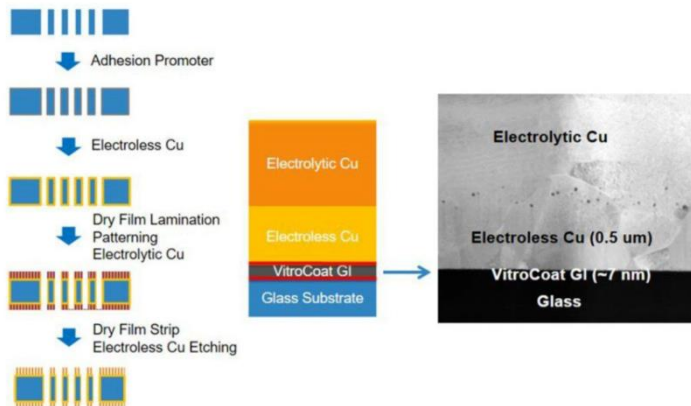 Adhesion Promoter
Electroless Cu
Dry Film Lamination
Patterning
Electrolytic Cu
Dry Film Strip
Electroless Cu Etching
Electrolytic Cu
Electroless Cu
VitroCoat GI
Glass Substrate
Electrolytic Cu
Electroless Cu (0.5 um)
VitroCoat GI (~7 nm)
Glass